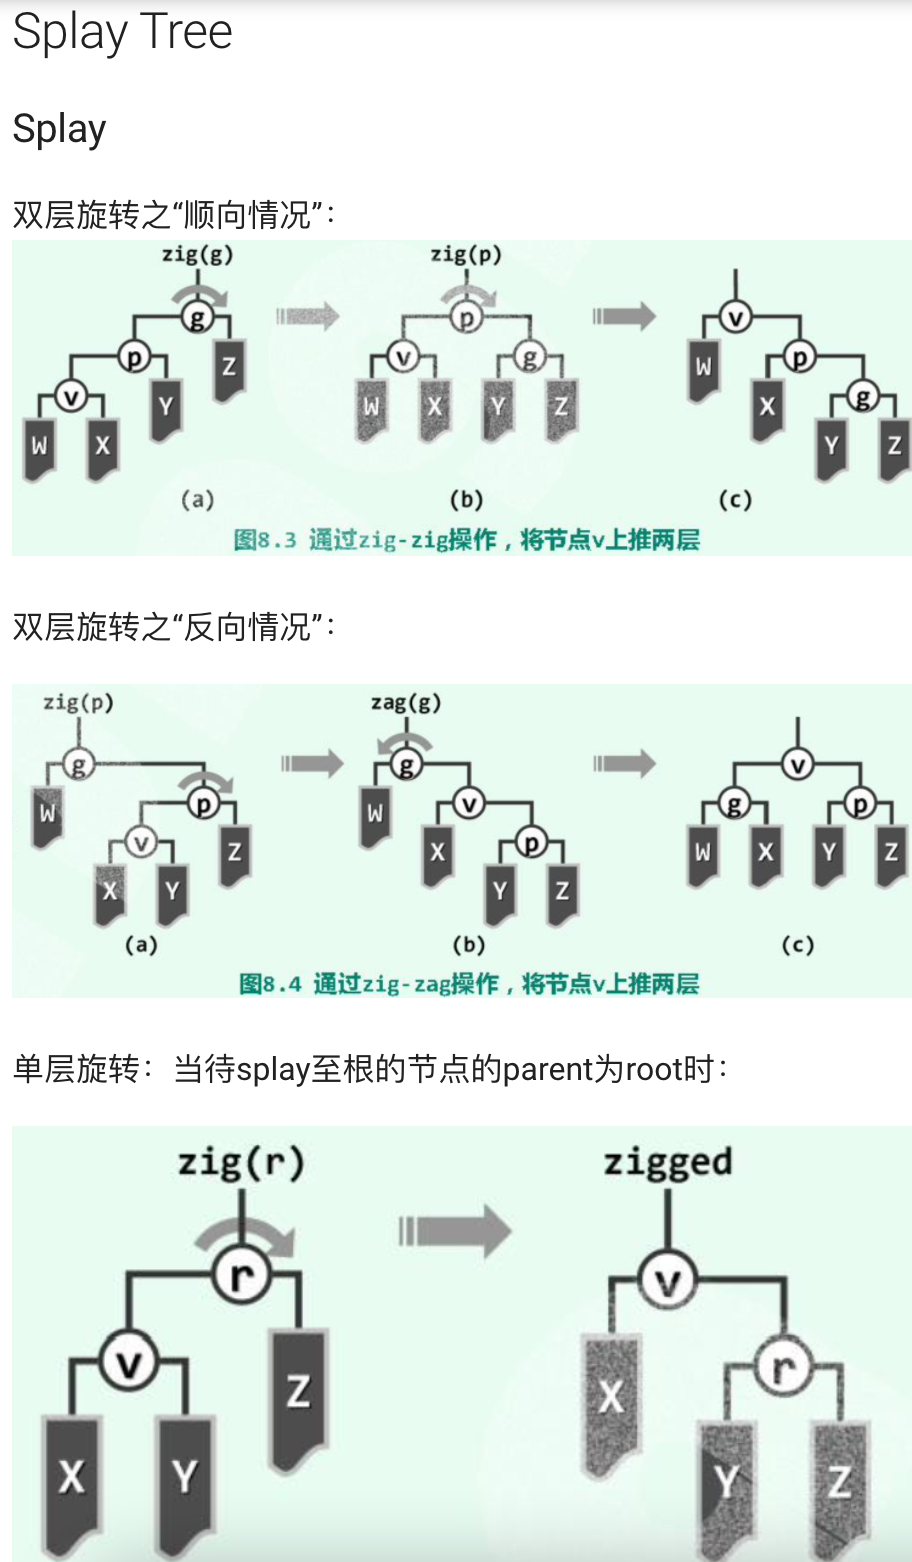 Splay Tree
Splay
双层旋转之“顺向情况”：
zig(g) zig(p)
g p v
p Z v g W p
v Y W X Y Z X g
W X Y Z
(a) (b) (c)
图8.3 通过zig-zig操作，将节点v上推两层
双层旋转之“反向情况”：
zig(p) zag(g)
g g v
W p W v g p
v Z X p W X Y Z
X Y Y Z
(a) (b) (c)
图8.4 通过zig-zag操作，将节点v上推两层
单层旋转：当待splay至根的节点的parent为root时：
zig(r) zigged
r v
v Z X r
X Y Y Z